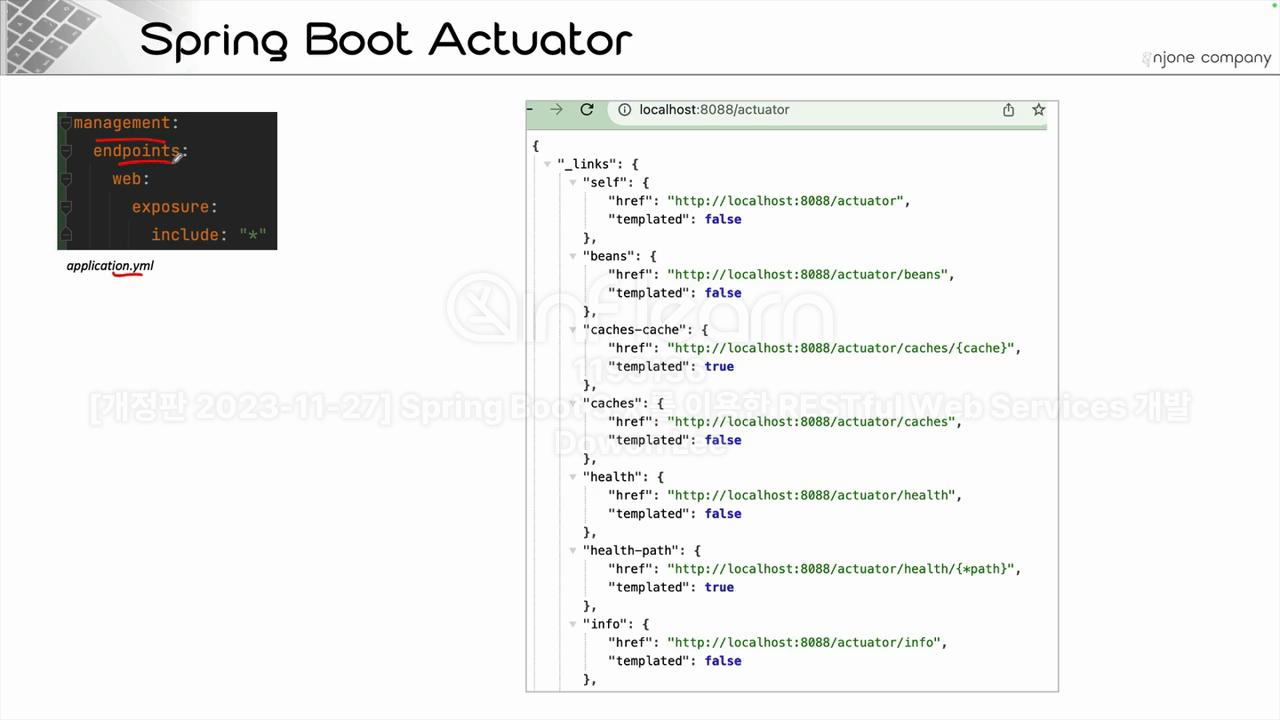 Spring Boot Actuator
njone company
management:
endpoints:
web:
exposure:
include: "*"
application.yml
localhost:8088/actuator
{
"_links": {
"self": {
"href": "http://localhost:8088/actuator",
"templated": false
},
"beans": {
"href": "http://localhost:8088/actuator/beans",
"templated": false
},
"caches-cache": {
"href": "http://localhost:8088/actuator/caches/{cache}",
"templated": true
},
"caches": {
"href": "http://localhost:8088/actuator/caches",
"templated": false
},
"health": {
"href": "http://localhost:8088/actuator/health",
"templated": false
},
"health-path": {
"href": "http://localhost:8088/actuator/health/{*path}",
"templated": true
},
"info": {
"href": "http://localhost:8088/actuator/info",
"templated": false
},
inflearn
[개정판 2023-11-27] Spring Boot 이용한 RESTful Web Services 개발
Dowon Lee